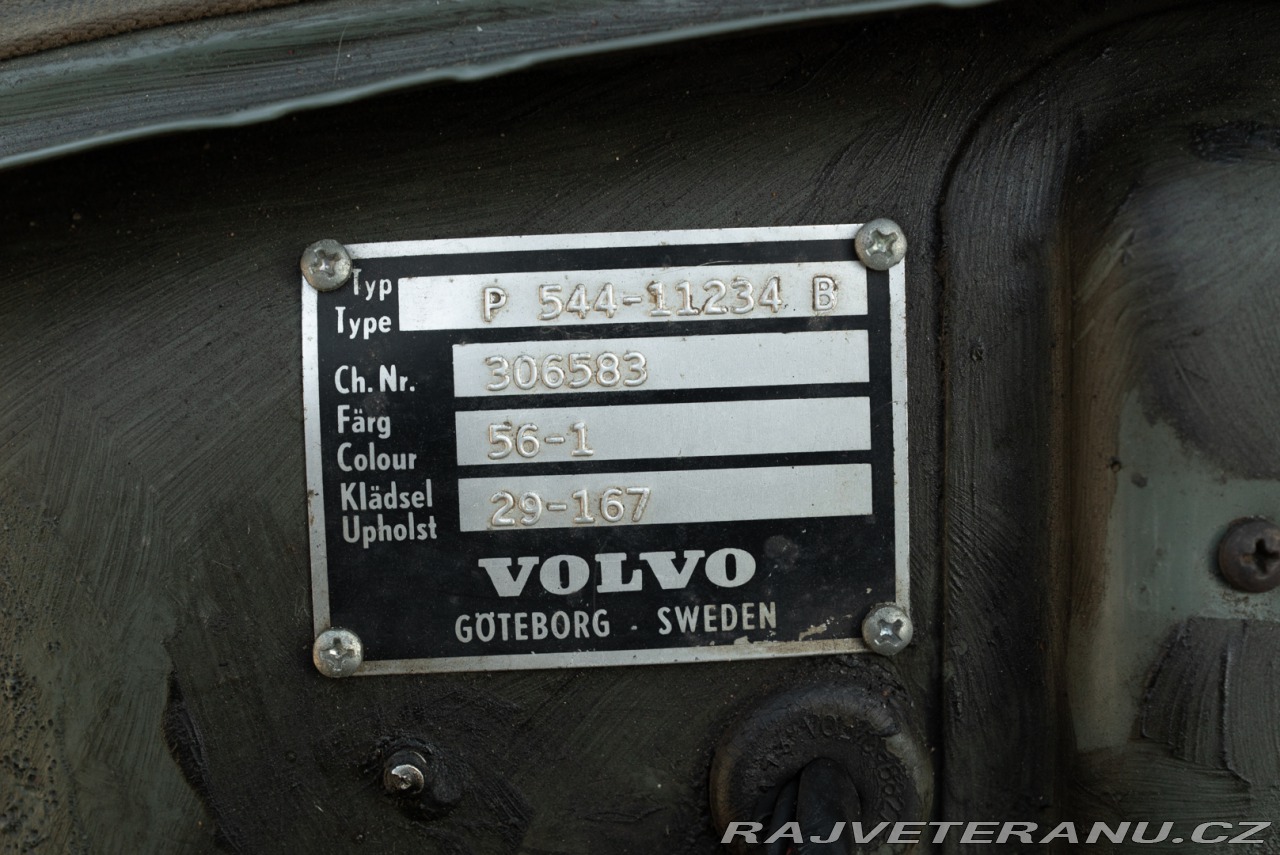 Typ
Type
P 544-11234 B
Ch. Nr.
306583
Färg
Colour
56-1
Klädsel
Upholst
29-167
VOLVO
GÖTEBORG - SWEDEN
VOLVO
RAJVETERANU.CZ